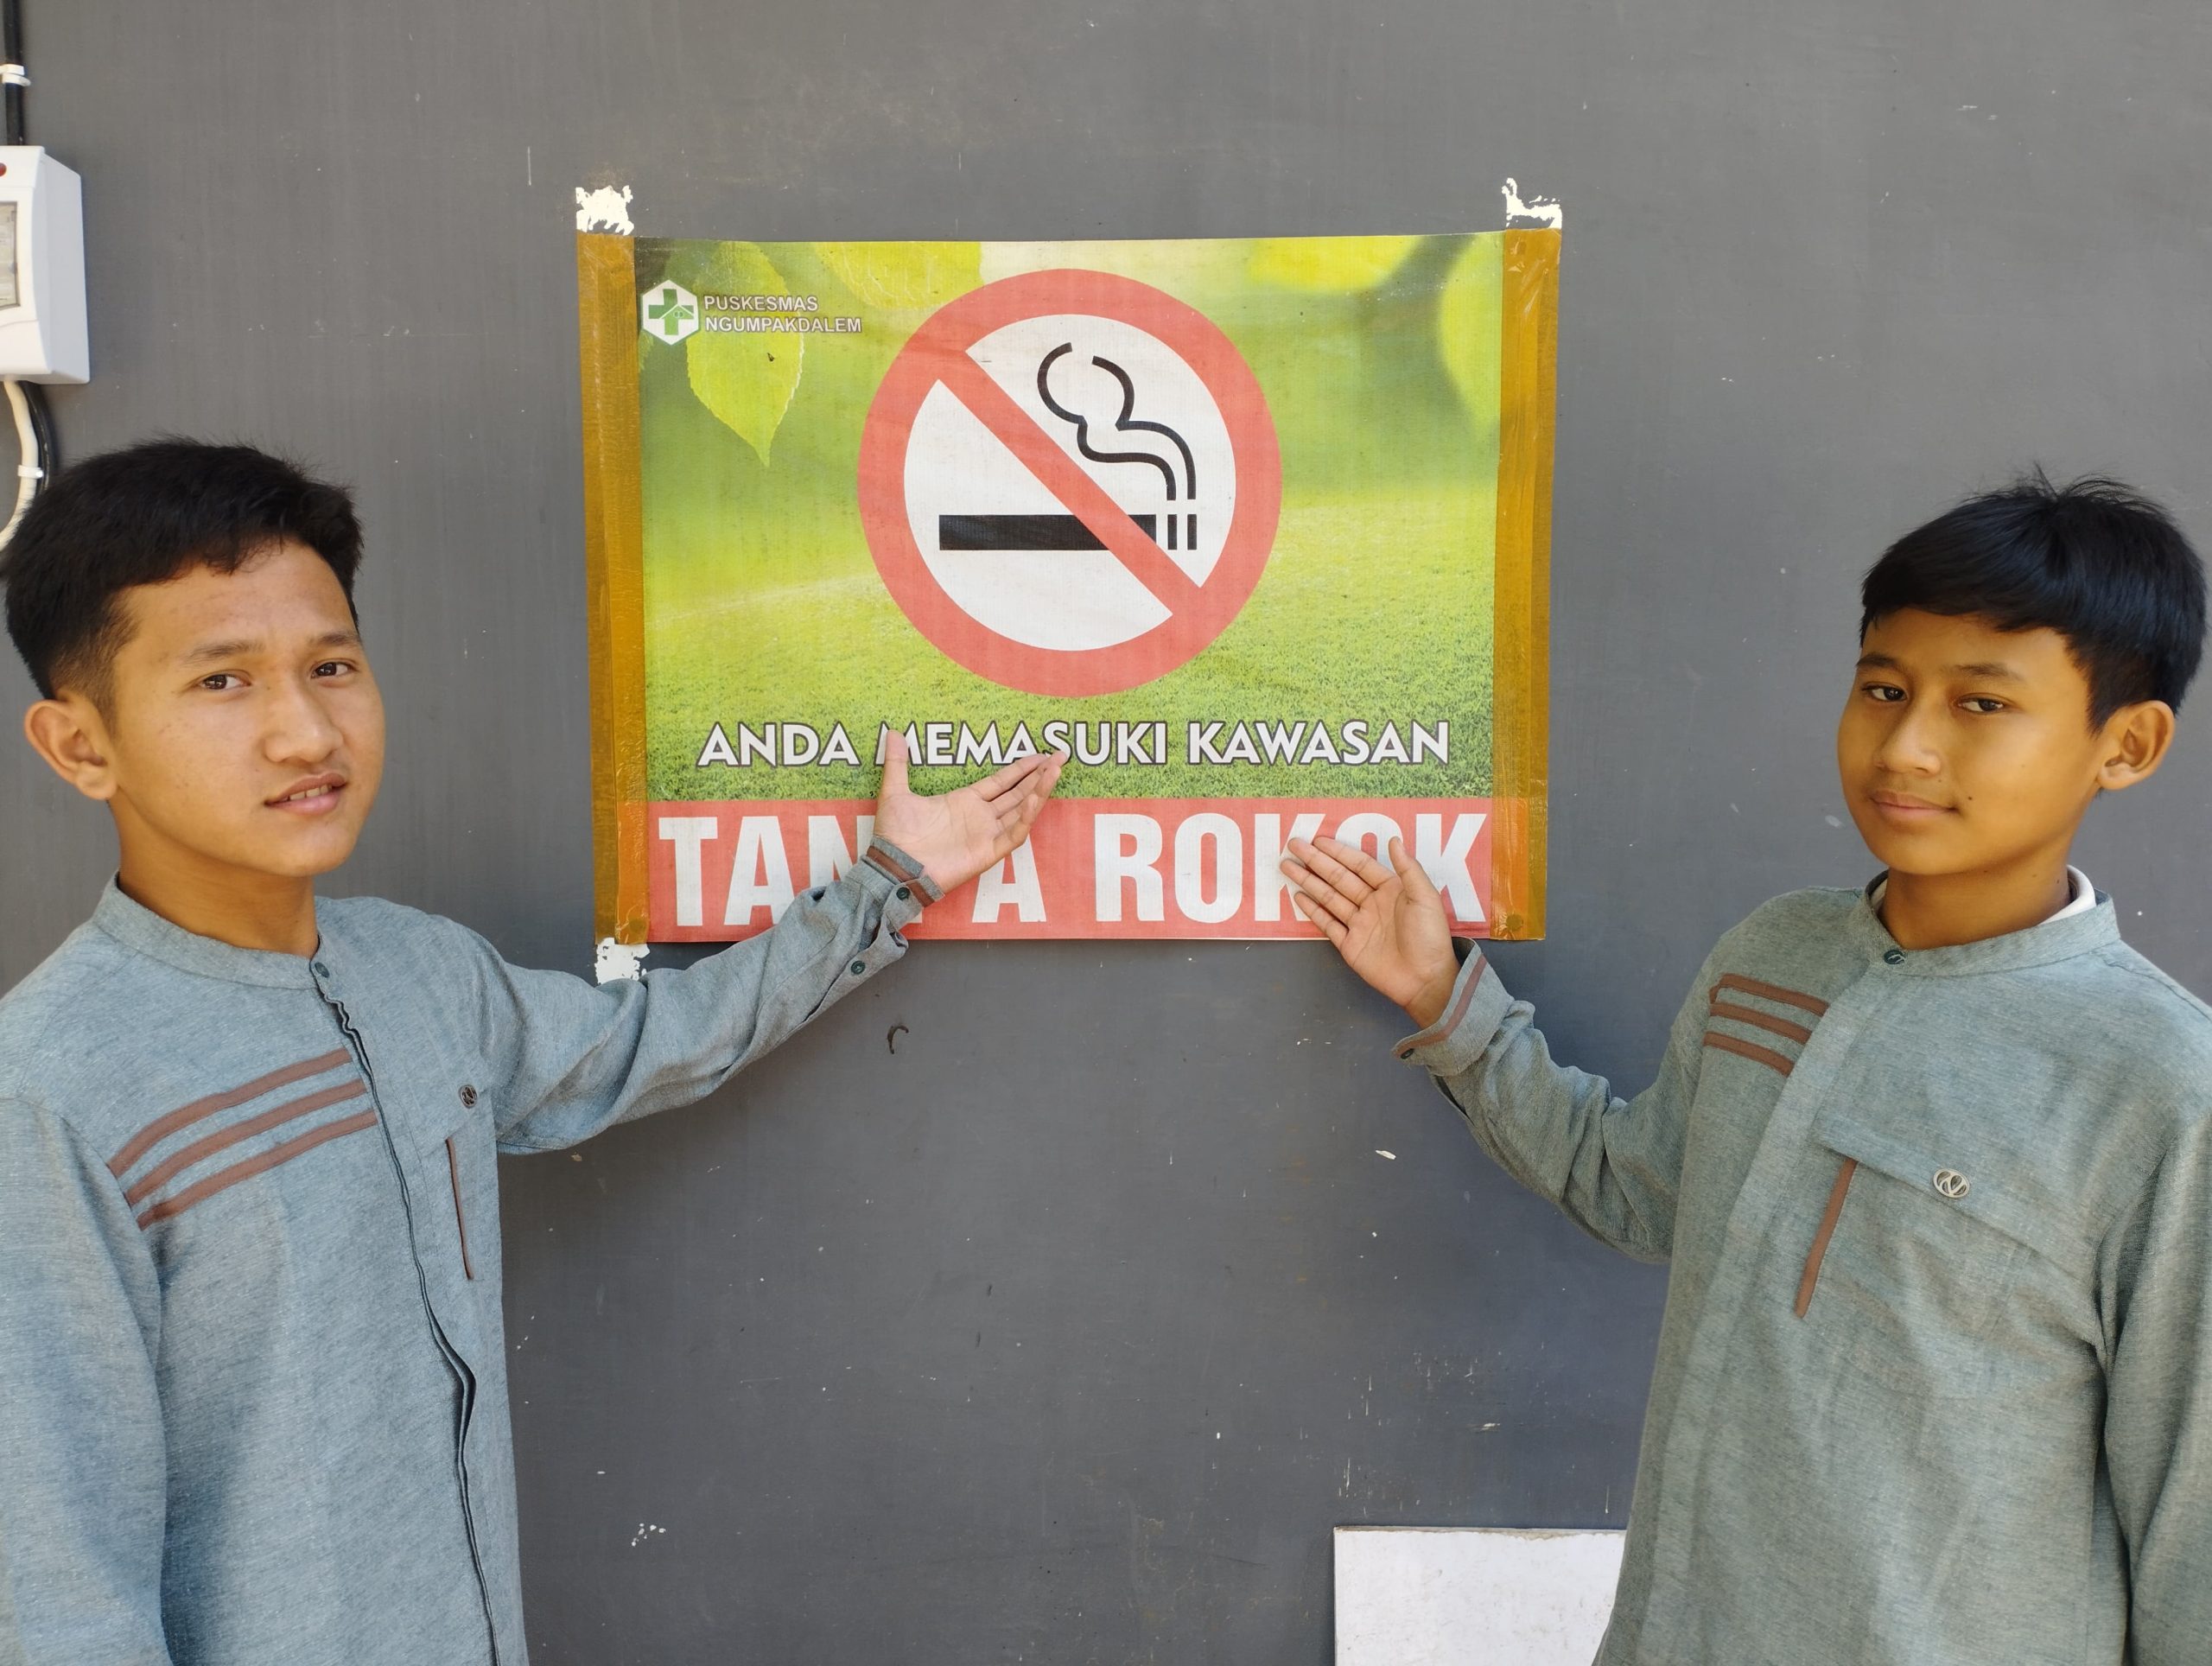 PUSKESMAS
NGUMPAKDALEM
ANDA MEMASUKI KAWASAN
TANPA ROKOK